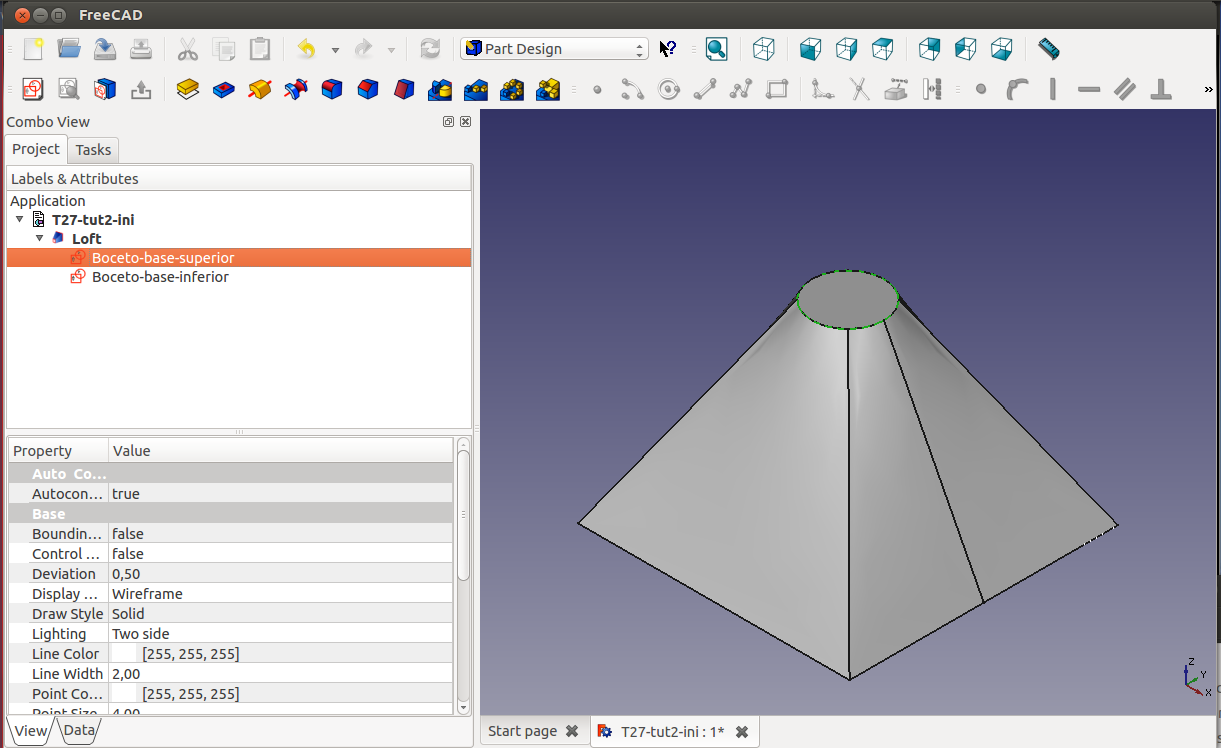 FreeCAD
Part Design
Combo View
Project Tasks
Labels & Attributes
Application
T27-tut2-ini
Loft
Boceto-base-superior
Boceto-base-inferior
Property Value
Auto Co...
Autocon... true
Base
Boundin... false
Control ... false
Deviation 0,50
Display ... Wireframe
Draw Style Solid
Lighting Two side
Line Color [255, 255, 255]
Line Width 2,00
Point Co... [255, 255, 255]
Point Size 4,00
View Data
Z
Y
X
Start page T27-tut2-ini : 1*